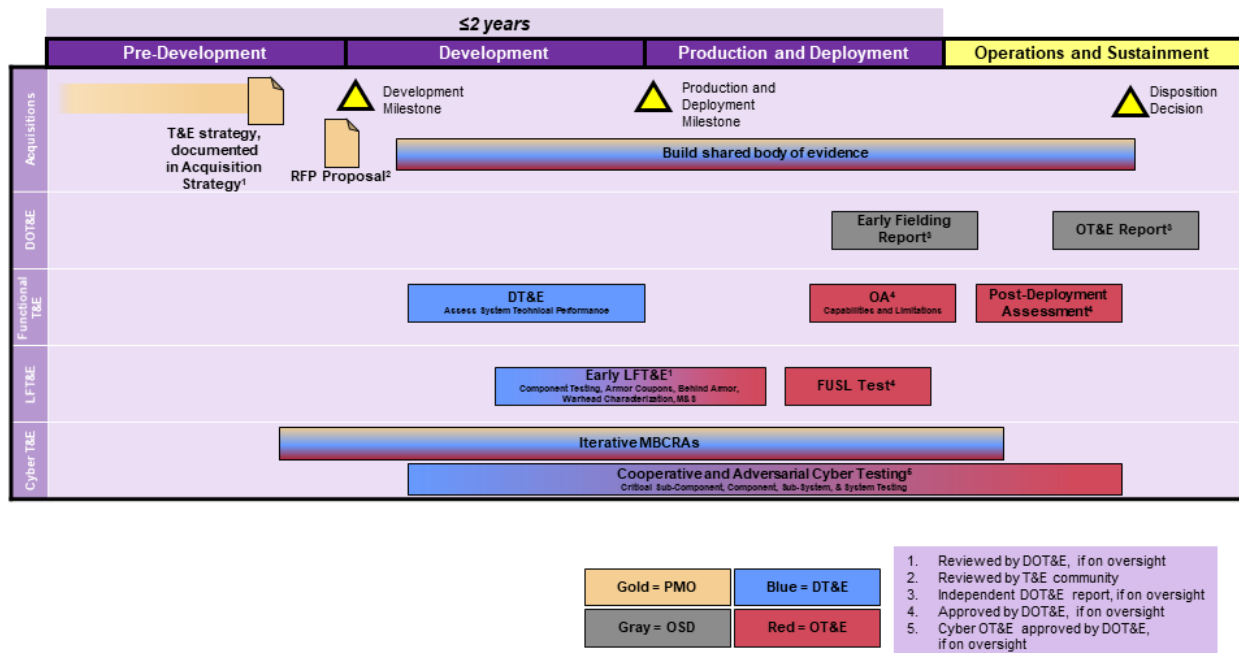 ≤2 years
Pre-Development
Development
Production and Deployment
Operations and Sustainment
Acquisitions
T&E strategy,
documented
in Acquisition
Strategy¹
RFP Proposal²
Development
Milestone
Production and
Deployment
Milestone
Disposition
Decision
Build shared body of evidence
DOT&E
Early Fielding
Report³
OT&E Report³
Functional
T&E
DT&E
Assess System Technical Performance
OA⁴
Capabilities and Limitations
Post-Deployment
Assessment⁴
LFT&E
Early LFT&E¹
Component Testing, Armor Coupons, Behind Armor,
Warhead Characterization, M&S
FUSL Test⁴
Cyber T&E
Iterative MBCRAs
Cooperative and Adversarial Cyber Testing⁵
Critical Sub-Component, Component, Sub-System, & System Testing
Gold = PMO
Blue = DT&E
Gray = OSD
Red = OT&E
1. Reviewed by DOT&E, if on oversight
2. Reviewed by T&E community
3. Independent DOT&E report, if on oversight
4. Approved by DOT&E, if on oversight
5. Cyber OT&E approved by DOT&E,
if on oversight